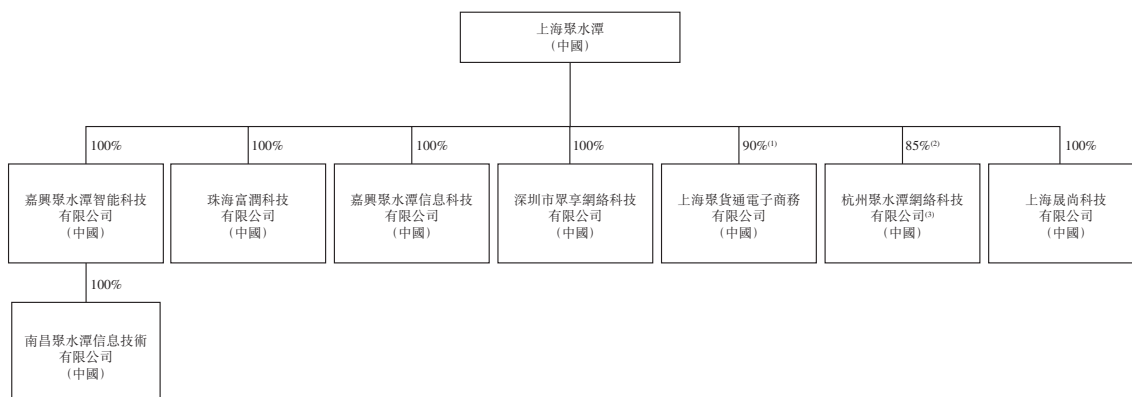 上海聚水潭
(中國)
100%
100%
100%
100%
90%(1)
85%(2)
100%
嘉興聚水潭智能科技
有限公司
(中國)
珠海富潤科技
有限公司
(中國)
嘉興聚水潭信息科技
有限公司
(中國)
深圳市眾享網絡科技
有限公司
(中國)
上海聚貨通電子商務
有限公司
(中國)
杭州聚水潭網絡科技
有限公司(3)
(中國)
上海晟尚科技
有限公司
(中國)
100%
南昌聚水潭信息技術
有限公司
(中國)